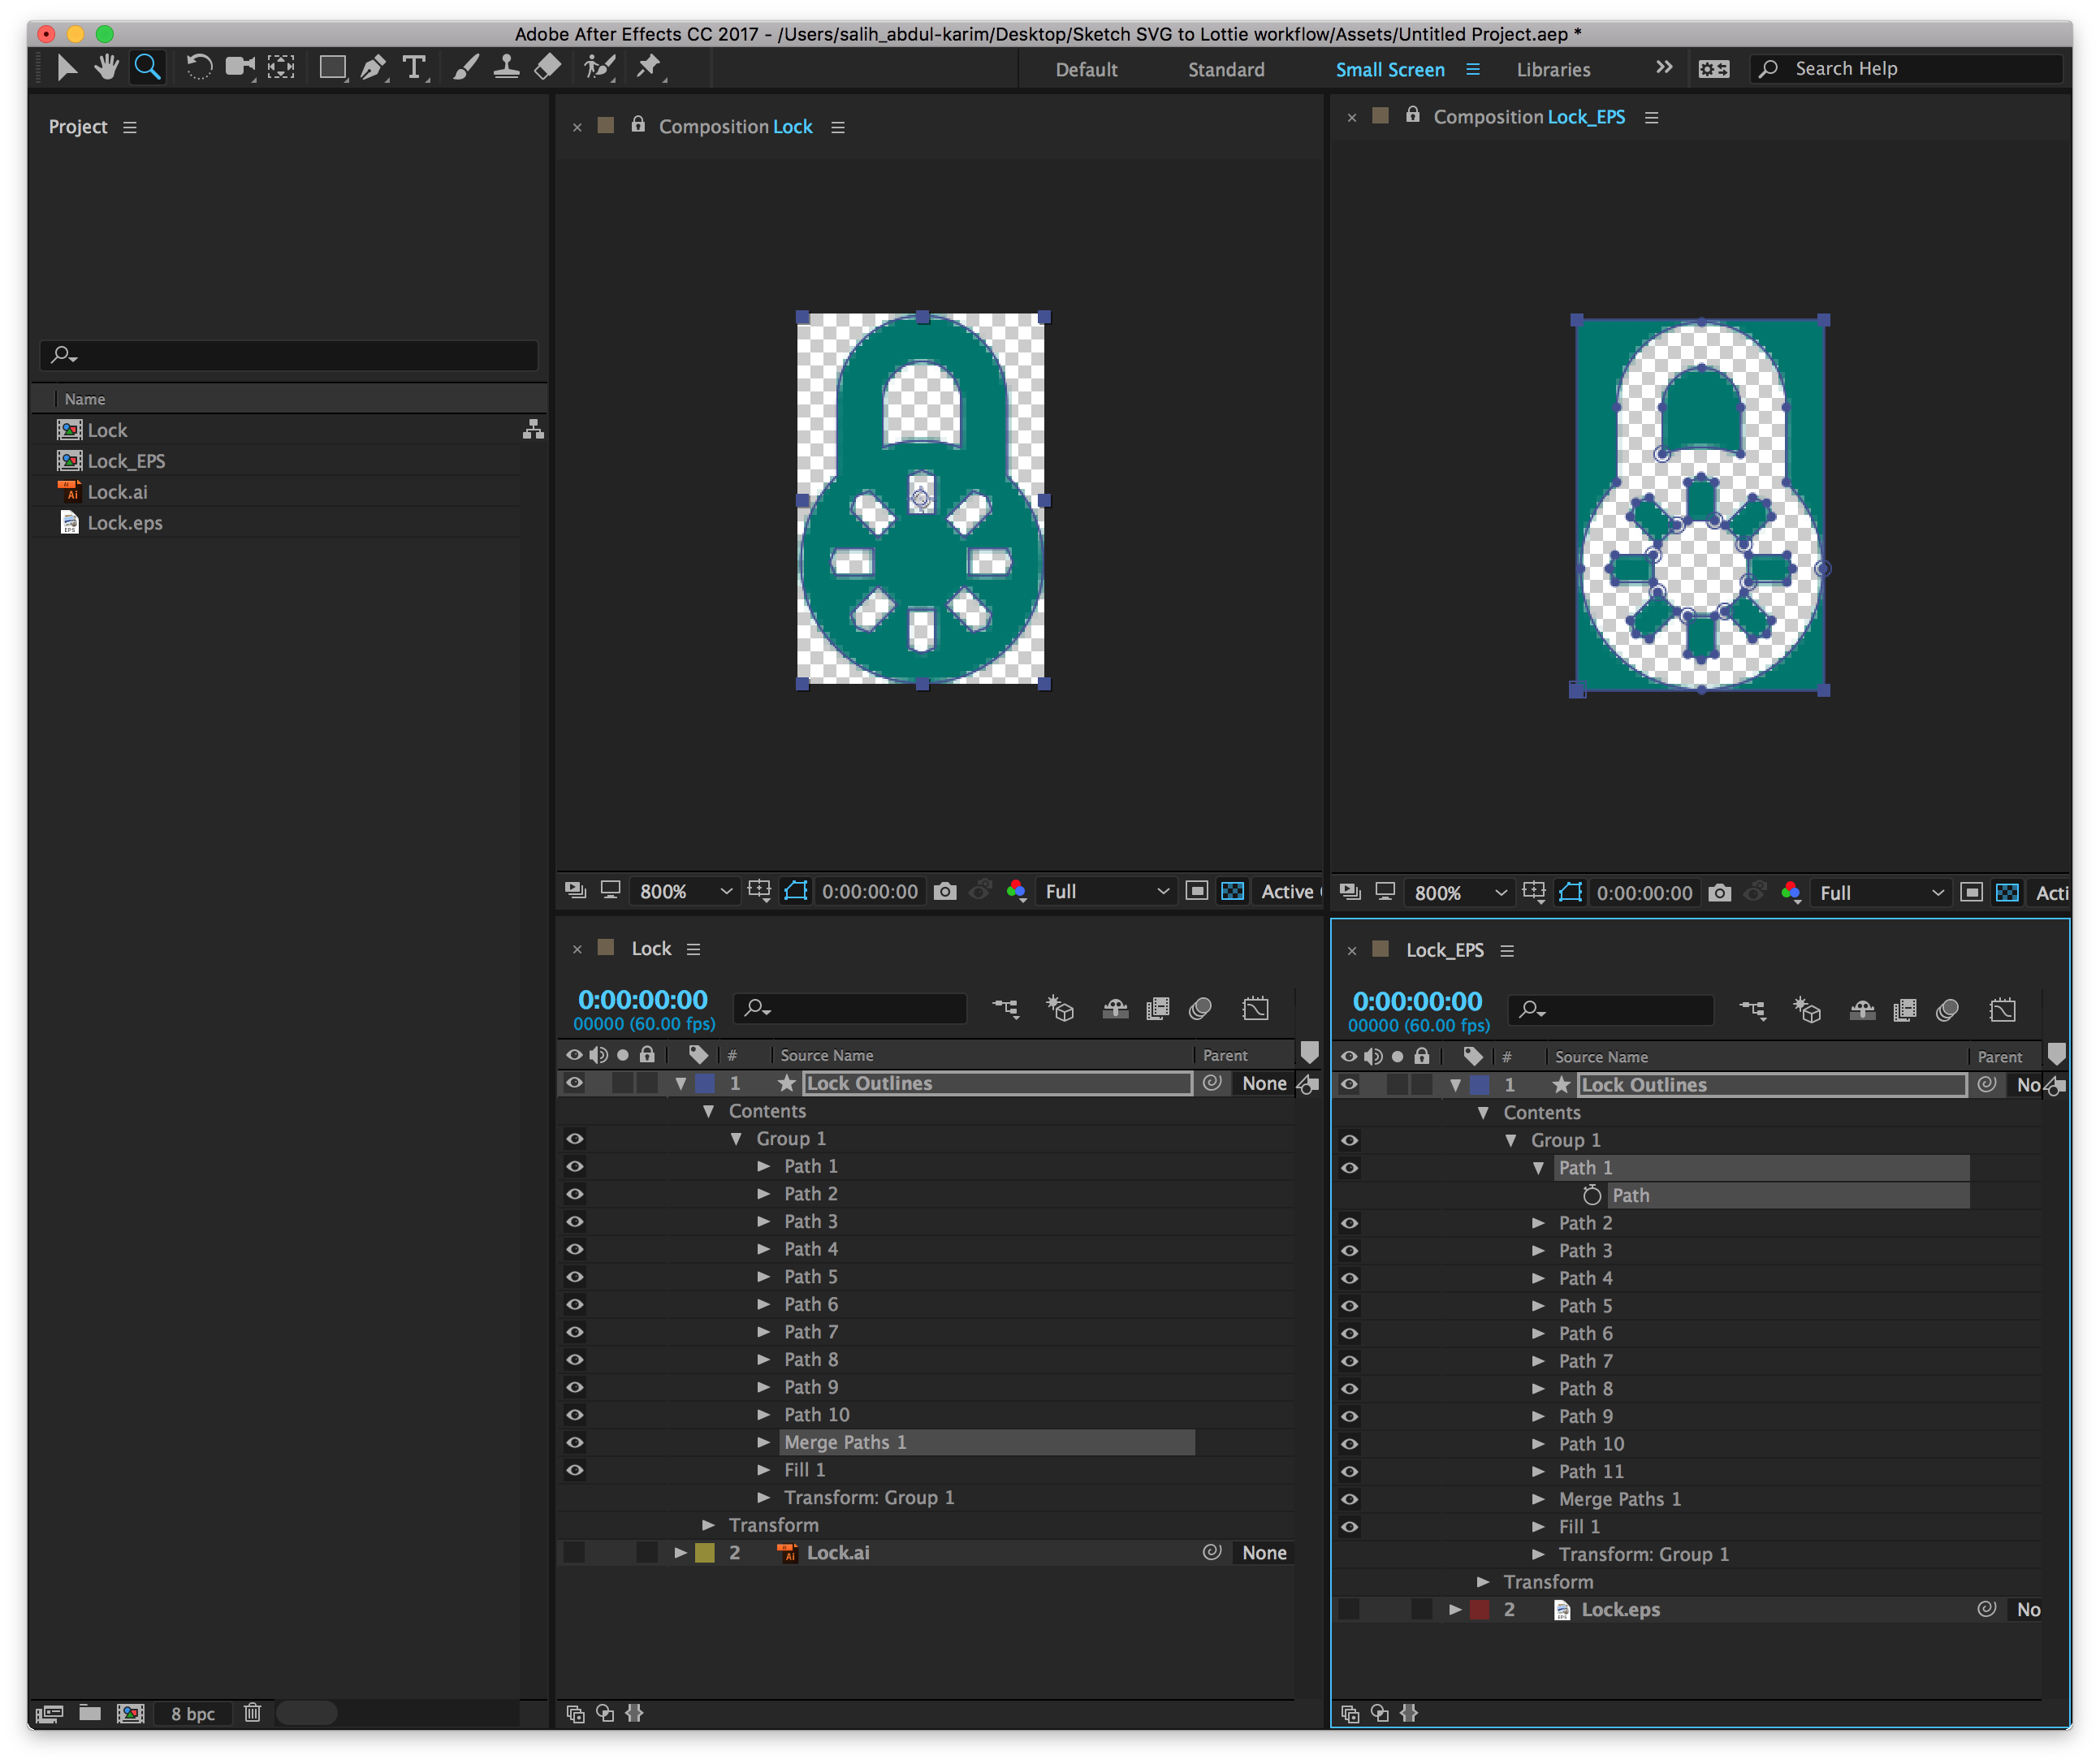 Adobe After Effects CC 2017 - /Users/salih_abdul-karim/Desktop/Sketch SVG to Lottie workflow/Assets/Untitled Project.aep *
Default Standard Small Screen Libraries Search Help
Project
Name
Lock
Lock_EPS
Lock.ai
Lock.eps
8 bpc
Composition Lock
800% 0:00:00:00 Full Active
Composition Lock_EPS
800% 0:00:00:00 Full Acti
Lock
0:00:00:00
00000 (60.00 fps)
# Source Name Parent
1 Lock Outlines None
Contents
Group 1
Path 1
Path 2
Path 3
Path 4
Path 5
Path 6
Path 7
Path 8
Path 9
Path 10
Merge Paths 1
Fill 1
Transform: Group 1
Transform
2 Lock.ai None
Lock_EPS
0:00:00:00
00000 (60.00 fps)
# Source Name Parent
1 Lock Outlines No
Contents
Group 1
Path 1
Path
Path 2
Path 3
Path 4
Path 5
Path 6
Path 7
Path 8
Path 9
Path 10
Path 11
Merge Paths 1
Fill 1
Transform: Group 1
Transform
2 Lock.eps No